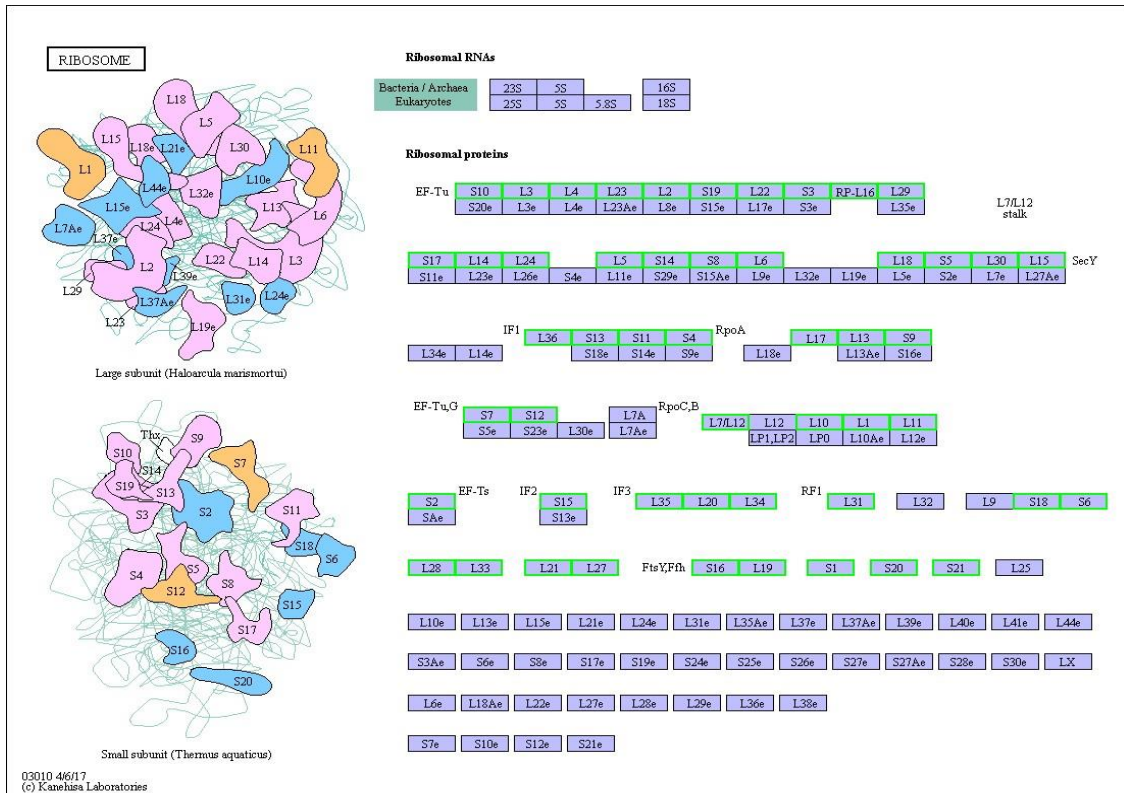 RIBOSOME
L18
L5
L15
L18e
L21e
L30
L11
L1
L44e
L10e
L32e
L15e
L13
L6
L7Ae
L4e
L24
L37e
L2
L22
L14
L3
L39e
L29
L37Ae
L31e
L24e
L23
L19e
Large subunit (Haloarcula marismortui)
Thx
S9
S10
S14
S7
S19
S13
S3
S2
S11
S18
S6
S4
S5
S8
S12
S15
S17
S16
S20
Small subunit (Thermus aquaticus)
03010 4/6/17
(c) Kanehisa Laboratories
Ribosomal RNAs
Bacteria / Archaea 23S 5S 16S
Eukaryotes 25S 5S 5.8S 18S
Ribosomal proteins
EF-Tu S10 L3 L4 L23 L2 S19 L22 S3 RP-L16 L29
S20e L3e L4e L23Ae L8e S15e L17e S3e L35e
L7/L12
stalk
S17 L14 L24 L5 S14 S8 L6 L18 S5 L30 L15 SecY
S11e L23e L26e S4e L11e S29e S15Ae L9e L32e L19e L5e S2e L7e L27Ae
IF1 L36 S13 S11 S4 RpoA L17 L13 S9
L34e L14e S18e S14e S9e L18e L13Ae S16e
EF-Tu,G S7 S12 L7A RpoC,B L7/L12 L12 L10 L1 L11
S5e S23e L30e L7Ae LP1,LP2 LP0 L10Ae L12e
S2 EF-Ts IF2 S15 IF3 L35 L20 L34 RF1 L31 L32 L9 S18 S6
SAe S13e
L28 L33 L21 L27 FtsY,Ffh S16 L19 S1 S20 S21 L25
L10e L13e L15e L21e L24e L31e L35Ae L37e L37Ae L39e L40e L41e L44e
S3Ae S6e S8e S17e S19e S24e S25e S26e S27e S27Ae S28e S30e LX
L6e L18Ae L22e L27e L28e L29e L36e L38e
S7e S10e S12e S21e